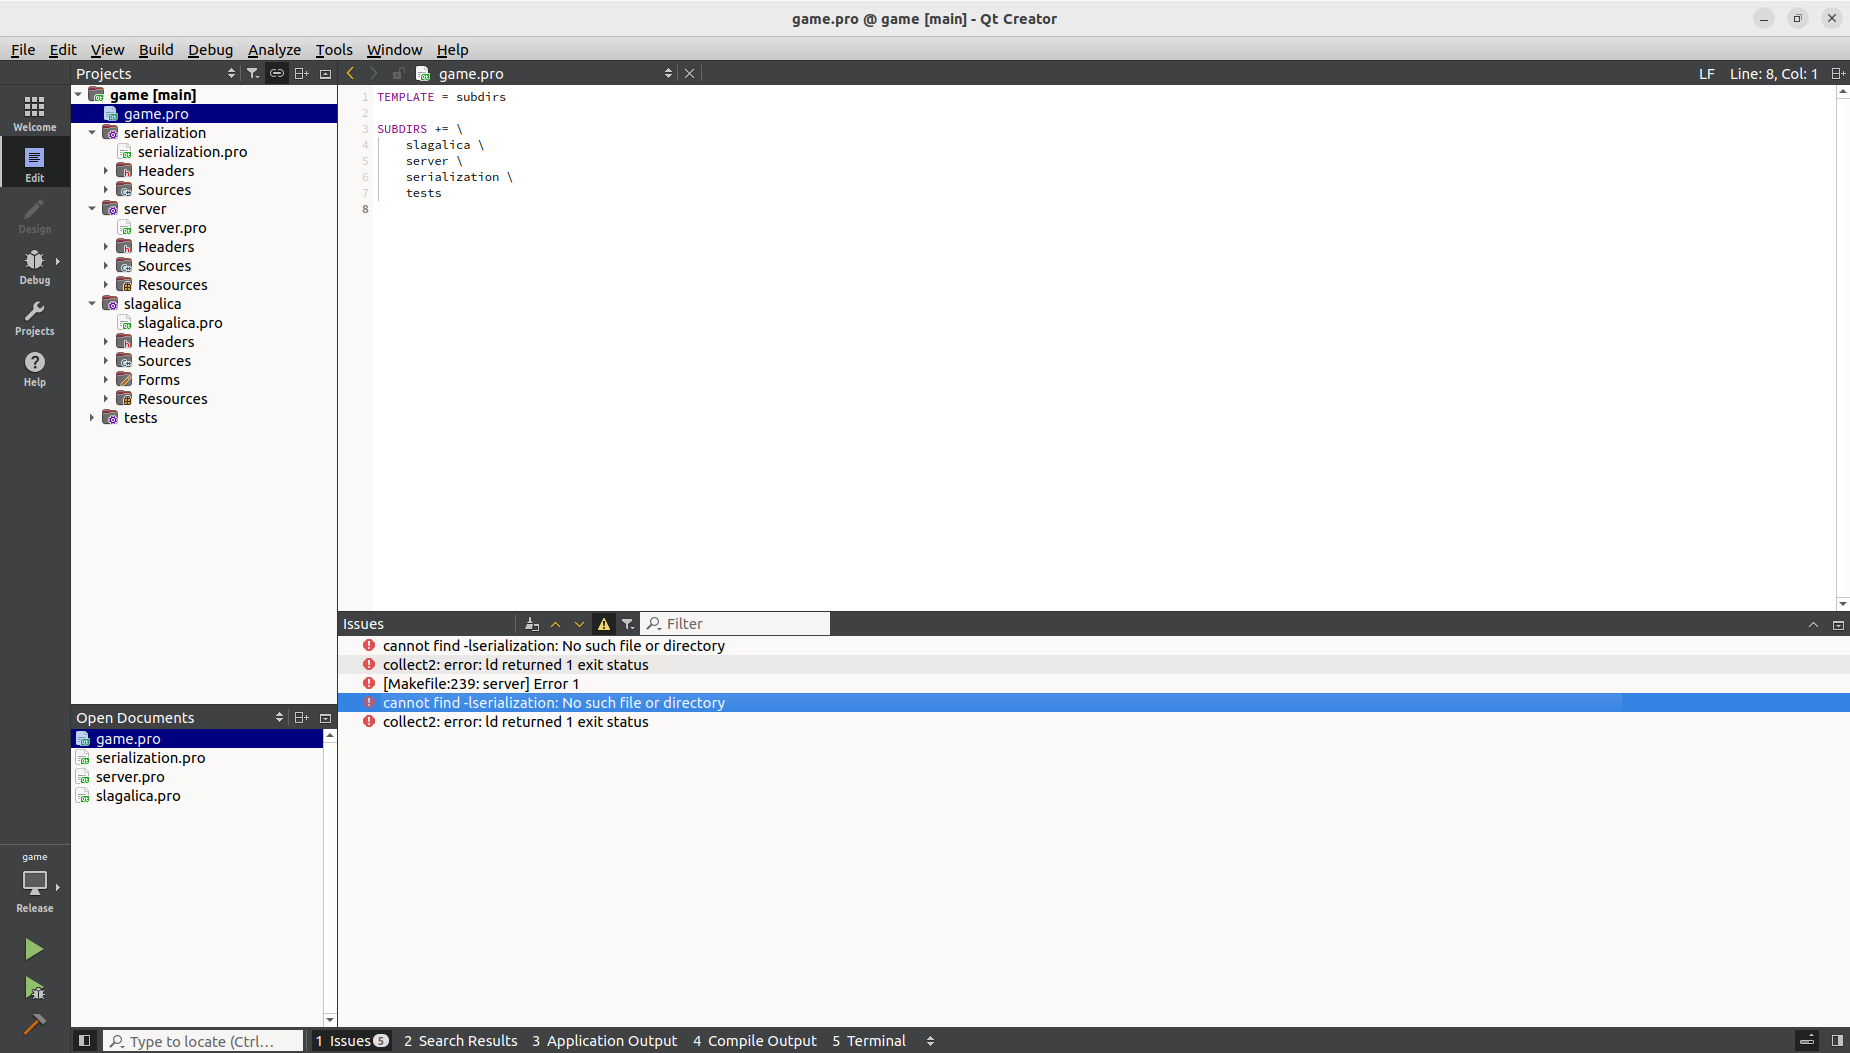 game.pro @ game [main] - Qt Creator
File Edit View Build Debug Analyze Tools Window Help
Projects
game.pro
LF Line: 8, Col: 1
Welcome
Edit
Design
Debug
Projects
Help
game [main]
game.pro
serialization
serialization.pro
Headers
Sources
server
server.pro
Headers
Sources
Resources
slagalica
slagalica.pro
Headers
Sources
Forms
Resources
tests
1 TEMPLATE = subdirs
2
3 SUBDIRS += \
4 slagalica \
5 server \
6 serialization \
7 tests
8
Issues
Filter
cannot find -lserialization: No such file or directory
collect2: error: ld returned 1 exit status
[Makefile:239: server] Error 1
cannot find -lserialization: No such file or directory
collect2: error: ld returned 1 exit status
Open Documents
game.pro
serialization.pro
server.pro
slagalica.pro
game
Release
Type to locate (Ctrl...
1 Issues 5 2 Search Results 3 Application Output 4 Compile Output 5 Terminal